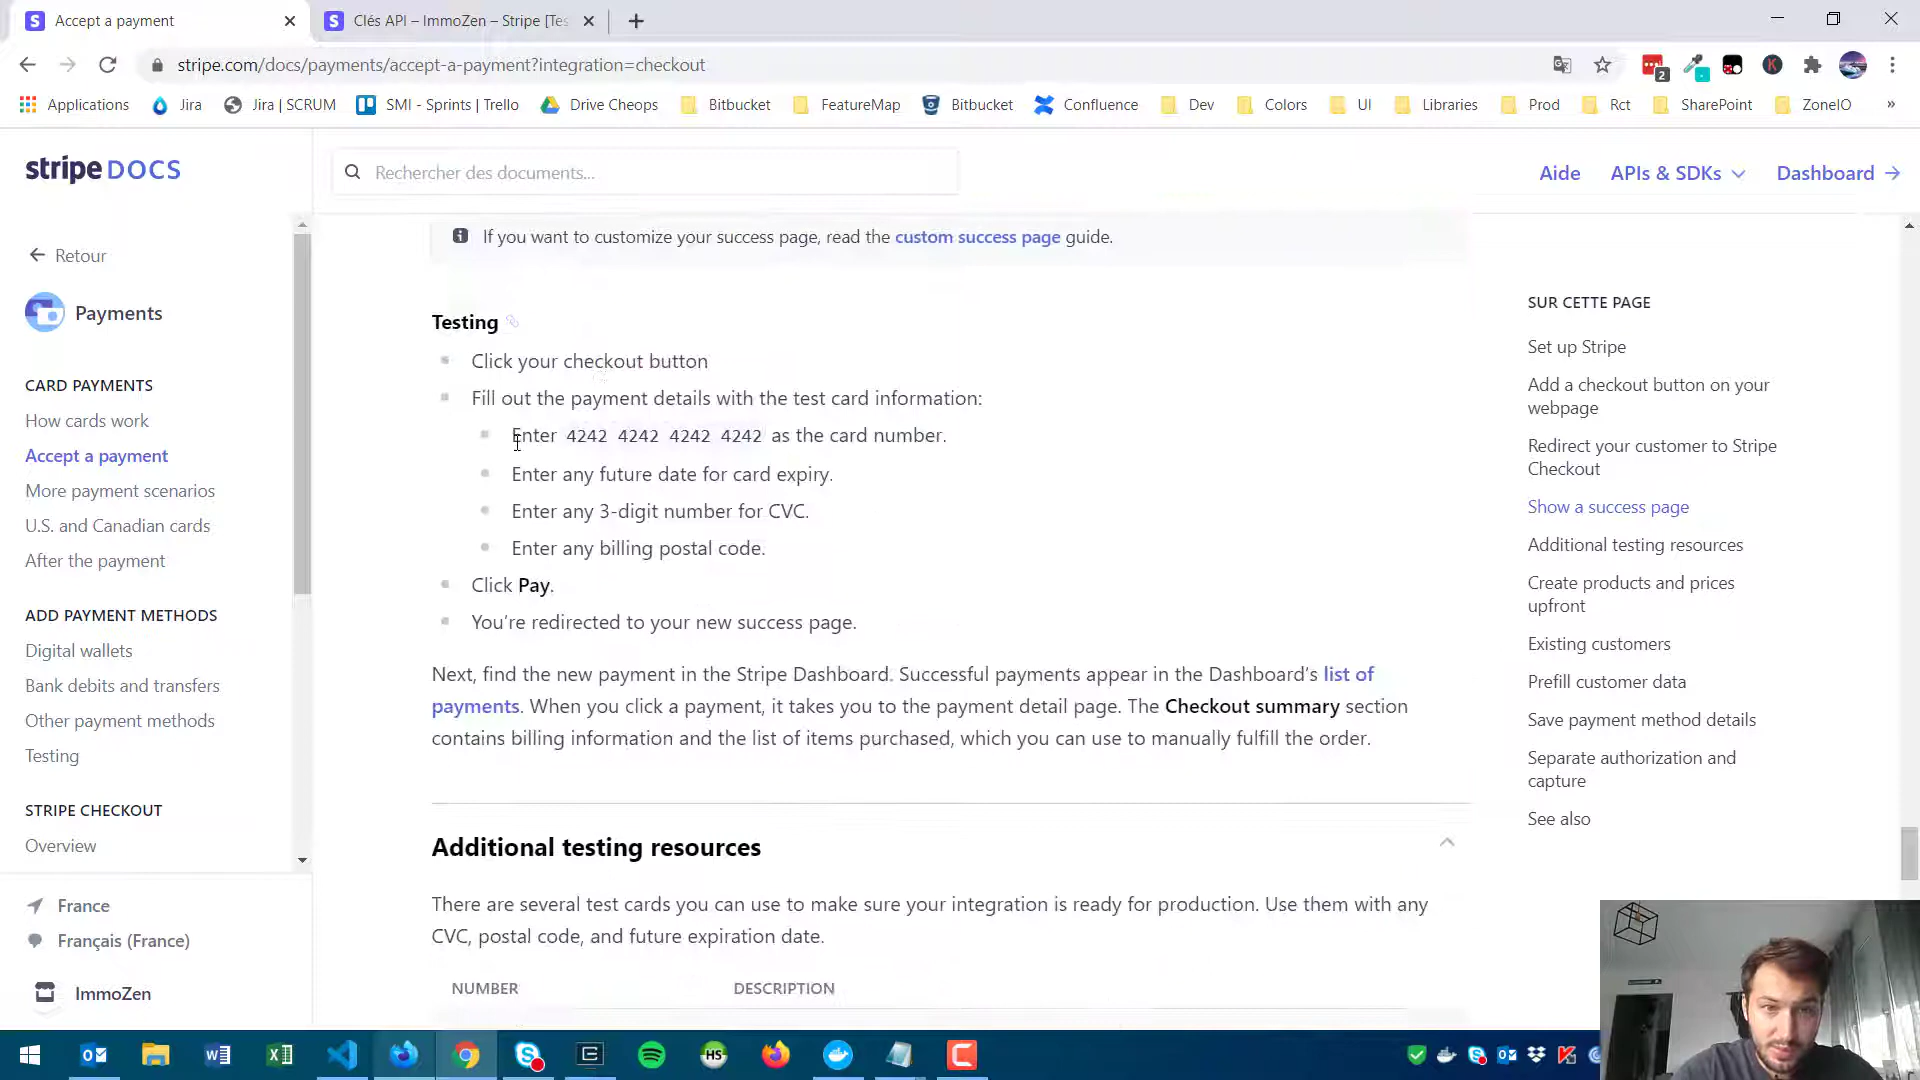 Accept a payment
Clés API – ImmoZen – Stripe [Tes
stripe.com/docs/payments/accept-a-payment?integration=checkout
2
K
Applications
Jira
Jira | SCRUM
SMI - Sprints | Trello
Drive Cheops
Bitbucket
FeatureMap
Bitbucket
Confluence
Dev
Colors
UI
Libraries
Prod
Rct
SharePoint
ZoneIO
»
stripe DOCS
Rechercher des documents...
Aide
APIs & SDKs
Dashboard
Retour
Payments
CARD PAYMENTS
How cards work
Accept a payment
More payment scenarios
U.S. and Canadian cards
After the payment
ADD PAYMENT METHODS
Digital wallets
Bank debits and transfers
Other payment methods
Testing
STRIPE CHECKOUT
Overview
France
Français (France)
ImmoZen
If you want to customize your success page, read the custom success page guide.
Testing
Click your checkout button
Fill out the payment details with the test card information:
Enter 4242 4242 4242 4242 as the card number.
Enter any future date for card expiry.
Enter any 3-digit number for CVC.
Enter any billing postal code.
Click Pay.
You're redirected to your new success page.
Next, find the new payment in the Stripe Dashboard. Successful payments appear in the Dashboard's list of
payments. When you click a payment, it takes you to the payment detail page. The Checkout summary section
contains billing information and the list of items purchased, which you can use to manually fulfill the order.
Additional testing resources
There are several test cards you can use to make sure your integration is ready for production. Use them with any
CVC, postal code, and future expiration date.
NUMBER
DESCRIPTION
SUR CETTE PAGE
Set up Stripe
Add a checkout button on your
webpage
Redirect your customer to Stripe
Checkout
Show a success page
Additional testing resources
Create products and prices
upfront
Existing customers
Prefill customer data
Save payment method details
Separate authorization and
capture
See also